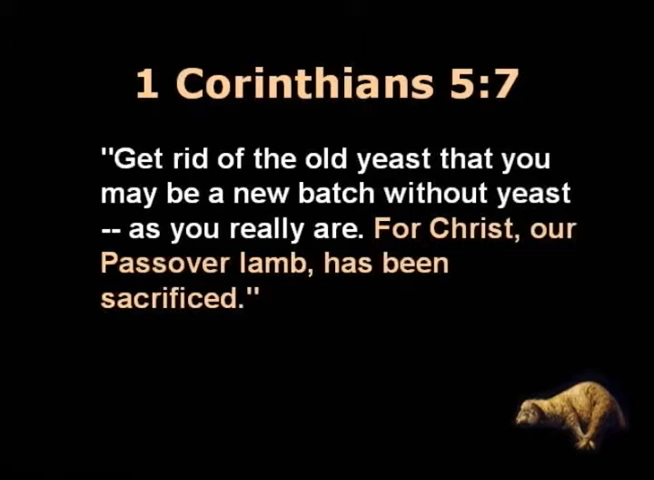 1 Corinthians 5:7
"Get rid of the old yeast that you
may be a new batch without yeast
-- as you really are. For Christ, our
Passover lamb, has been
sacrificed."